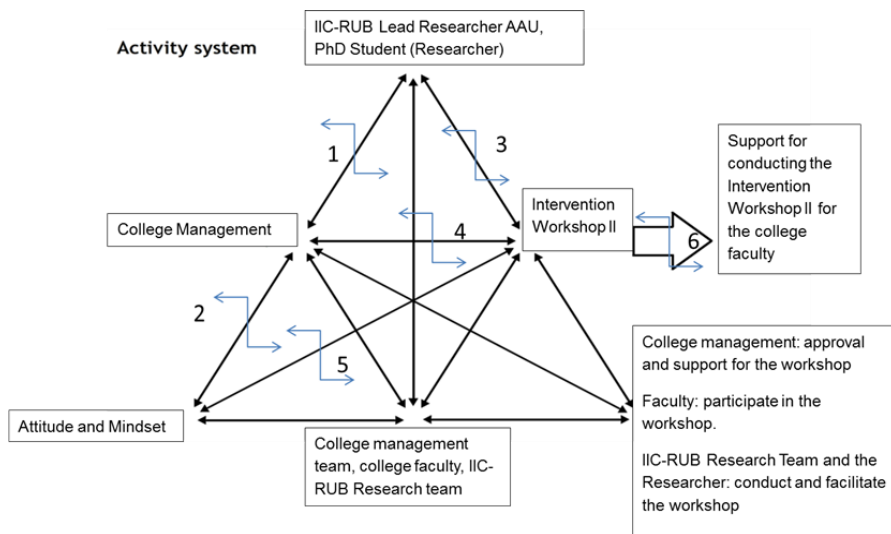 IIC-RUB Lead Researcher AAU,
PhD Student (Researcher)
Activity system
1
3
Support for
conducting the
Intervention
Workshop II for
the college
faculty
College Management
4
Intervention
Workshop II
6
2
5
College management: approval
and support for the workshop
Faculty: participate in the
workshop.
IIC-RUB Research Team and the
Researcher: conduct and facilitate
the workshop
Attitude and Mindset
College management
team, college faculty, IIC-
RUB Research team